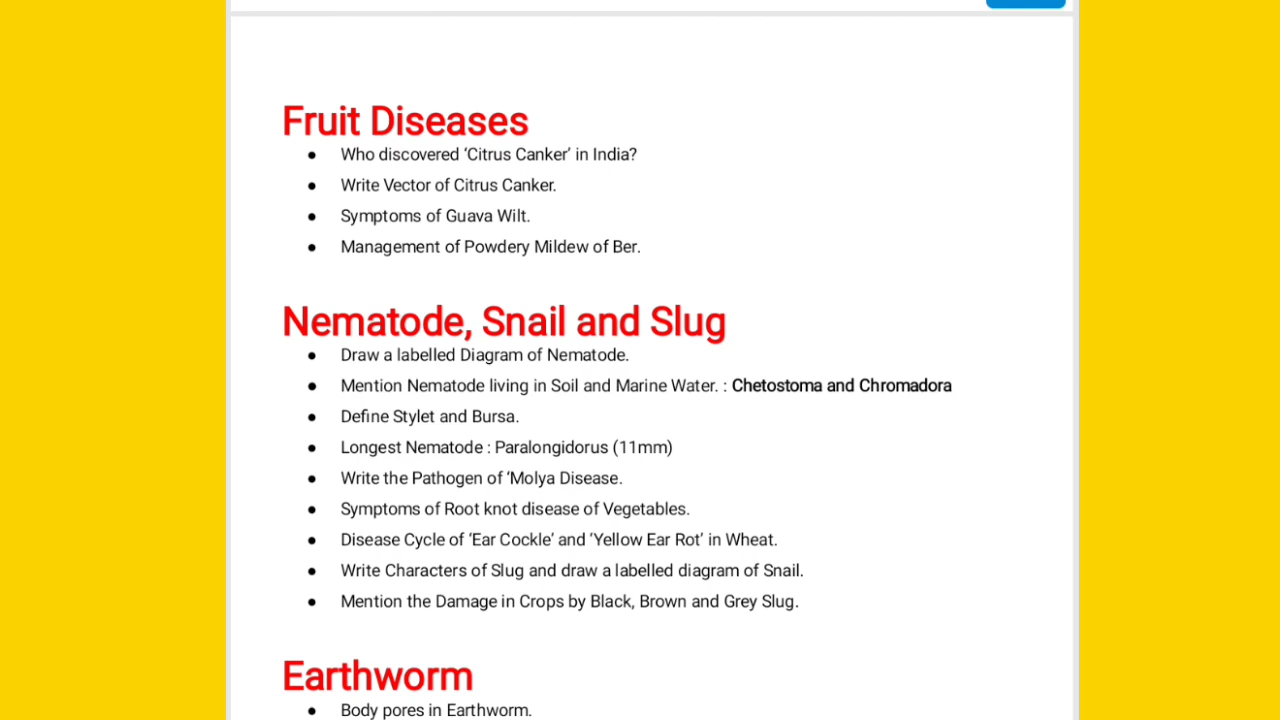 Fruit Diseases
● Who discovered ‘Citrus Canker’ in India?
● Write Vector of Citrus Canker.
● Symptoms of Guava Wilt.
● Management of Powdery Mildew of Ber.
Nematode, Snail and Slug
● Draw a labelled Diagram of Nematode.
● Mention Nematode living in Soil and Marine Water. : Chetostoma and Chromadora
● Define Stylet and Bursa.
● Longest Nematode : Paralongidorus (11mm)
● Write the Pathogen of ‘Molya Disease.
● Symptoms of Root knot disease of Vegetables.
● Disease Cycle of ‘Ear Cockle’ and ‘Yellow Ear Rot’ in Wheat.
● Write Characters of Slug and draw a labelled diagram of Snail.
● Mention the Damage in Crops by Black, Brown and Grey Slug.
Earthworm
● Body pores in Earthworm.